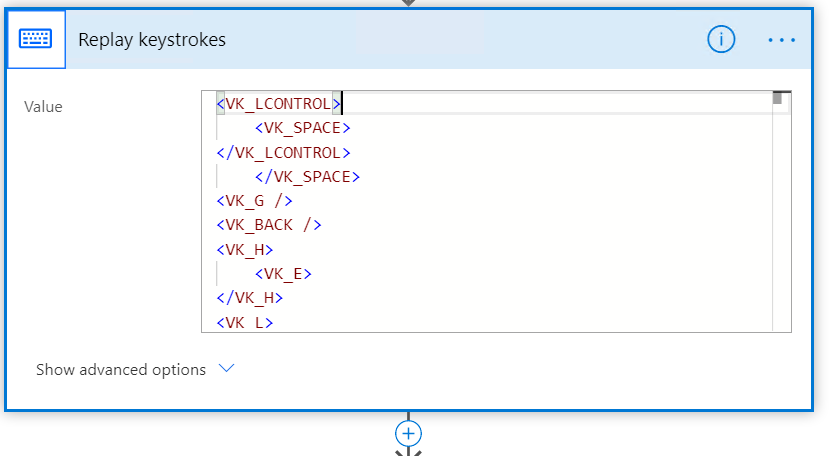 Replay keystrokes
Value
<VK_LCONTROL>
<VK_SPACE>
</VK_LCONTROL>
</VK_SPACE>
<VK_G />
<VK_BACK />
<VK_H>
<VK_E>
</VK_H>
<VK_L>
Show advanced options